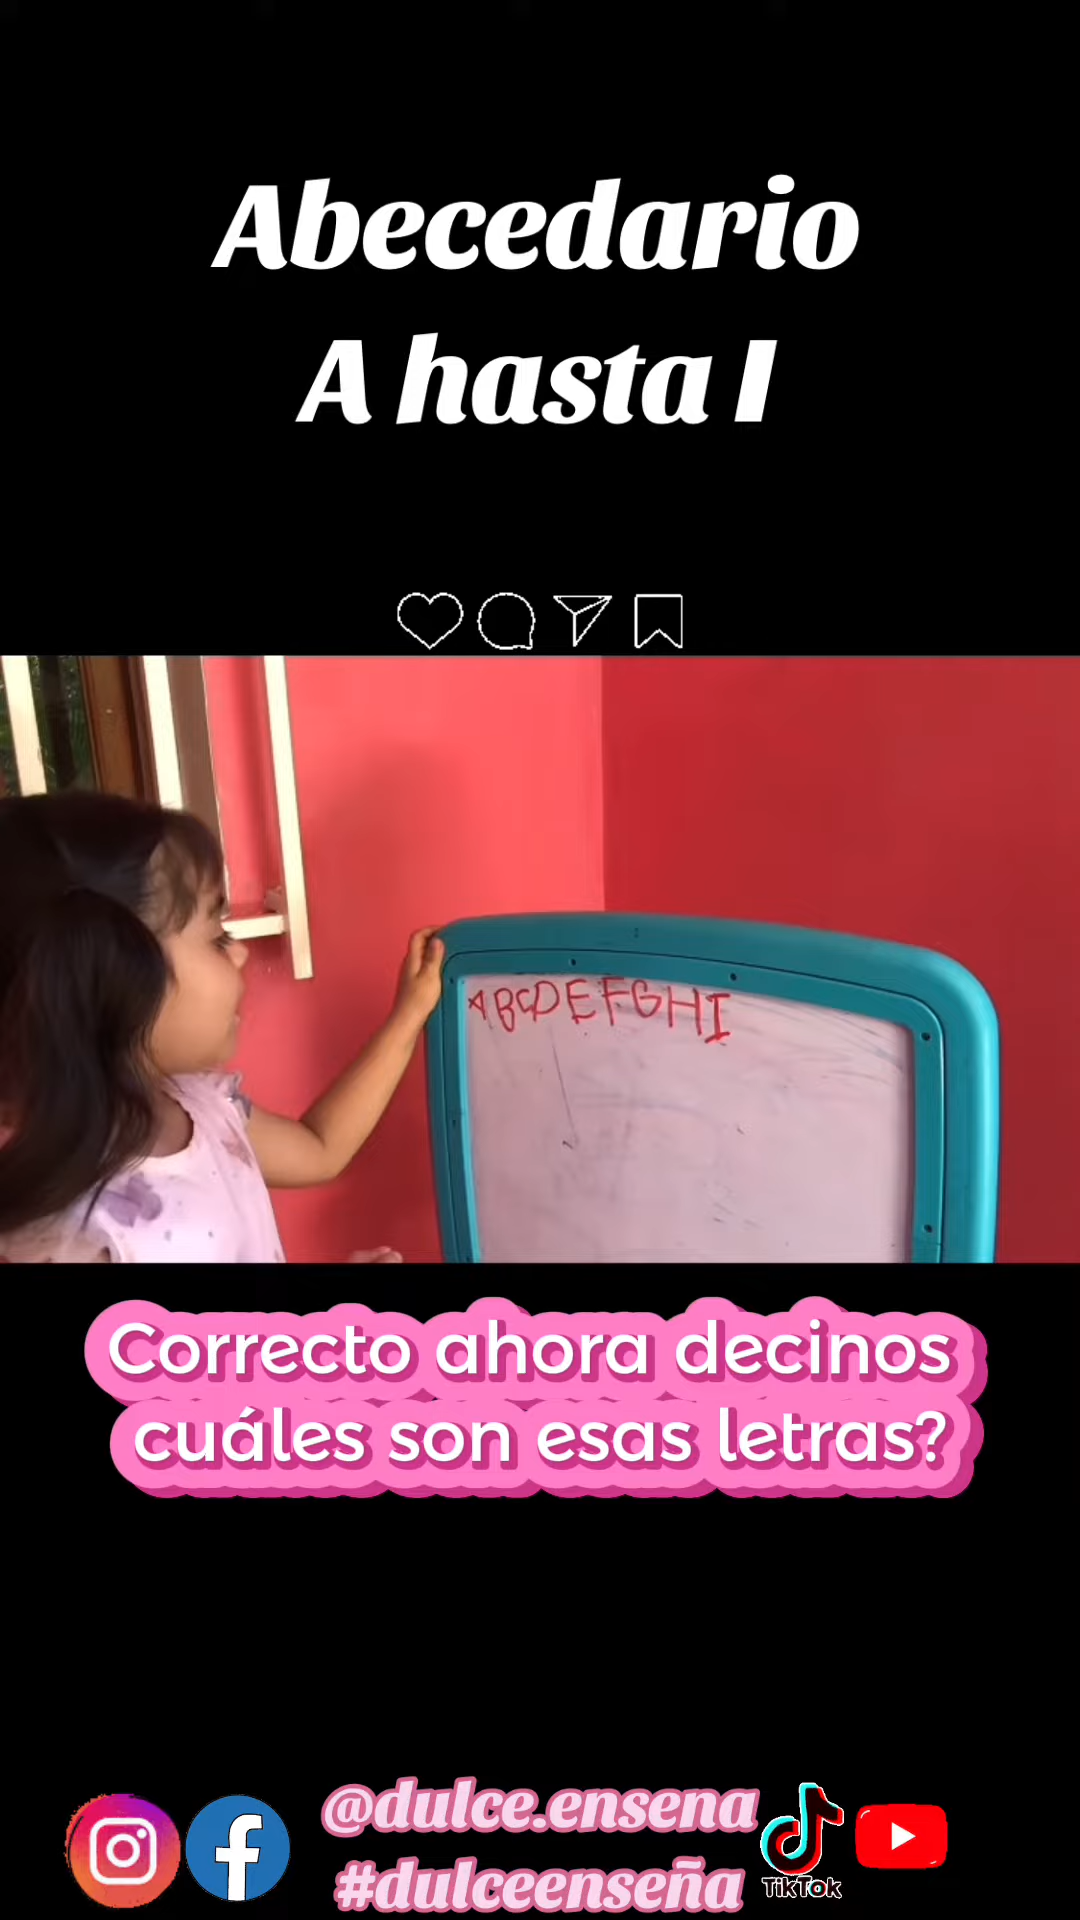 Abecedario
A hasta I
ABCDEFGHI
Correcto ahora decinos
cuáles son esas letras?
@dulce.ensena
#dulceenseña
TikTok